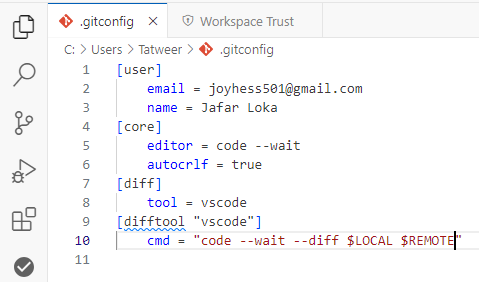 .gitconfig
Workspace Trust
C: > Users > Tatweer > .gitconfig
1 [user]
2 email = joyhess501@gmail.com
3 name = Jafar Loka
4 [core]
5 editor = code --wait
6 autocrlf = true
7 [diff]
8 tool = vscode
9 [difftool "vscode"]
10 cmd = "code --wait --diff $LOCAL $REMOTE"
11